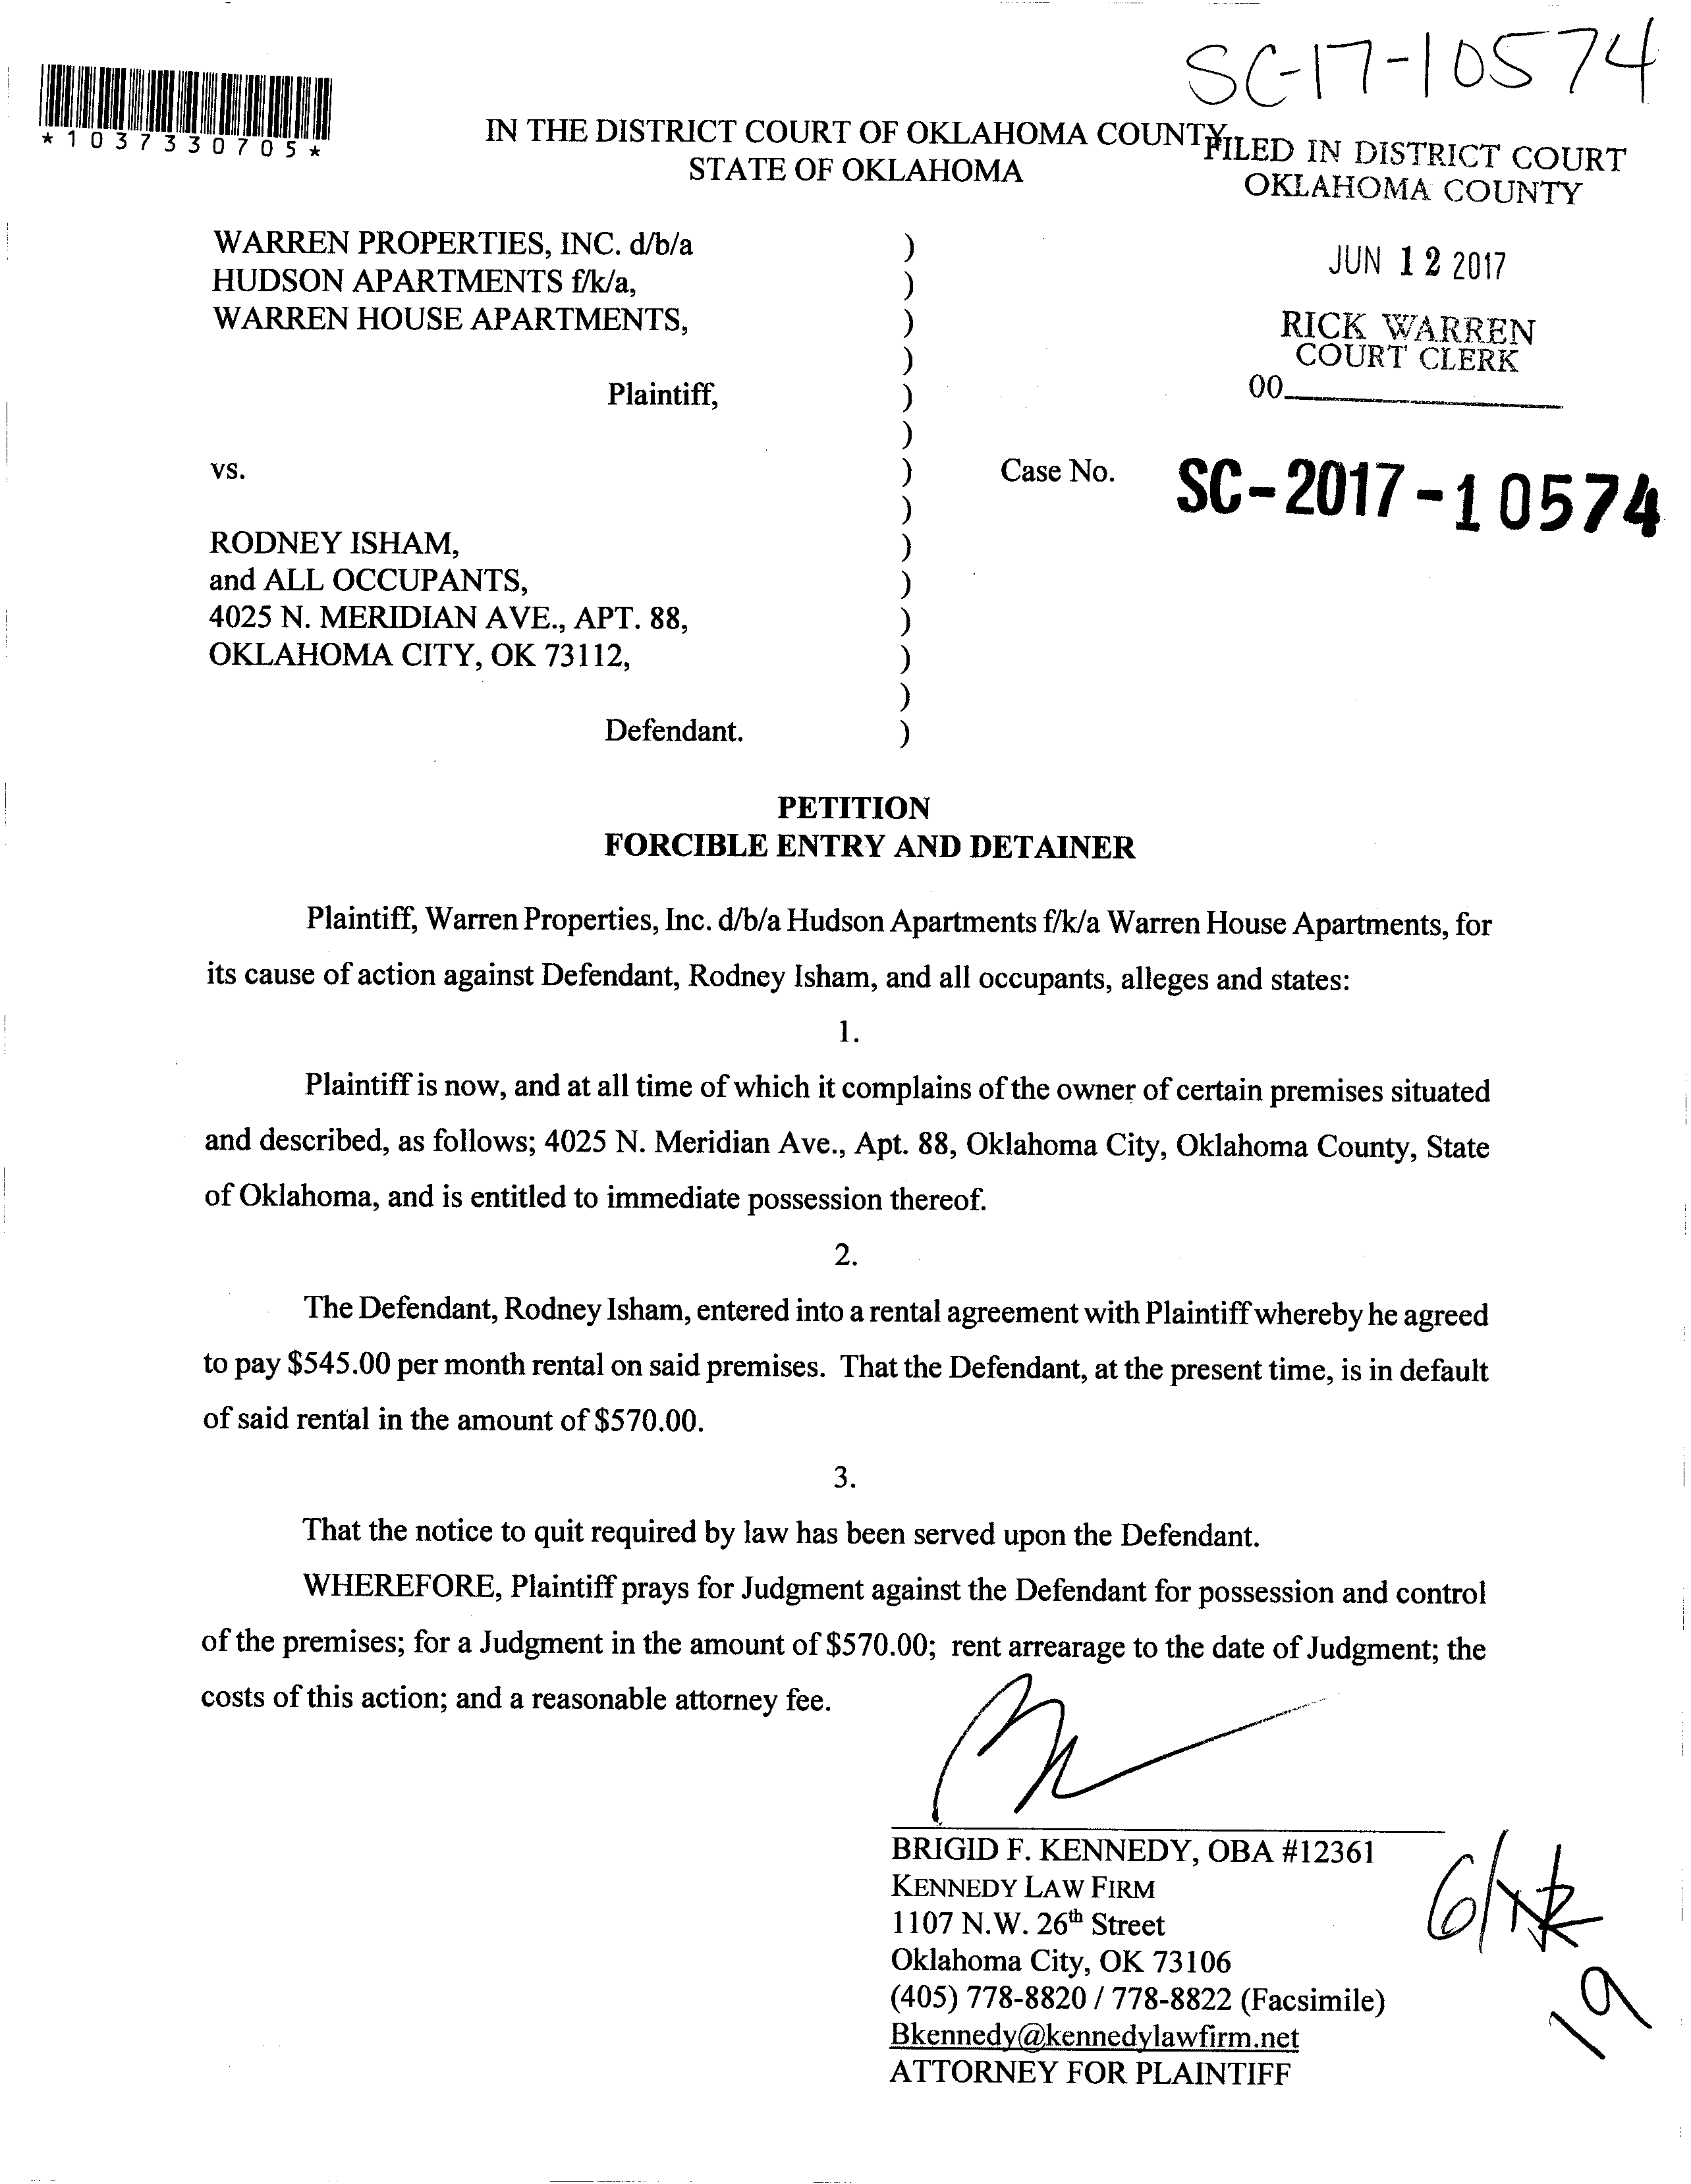 SC-17-10574
*1037330705*
IN THE DISTRICT COURT OF OKLAHOMA COUNTY
STATE OF OKLAHOMA
FILED IN DISTRICT COURT
OKLAHOMA COUNTY
JUN 12 2017
RICK WARREN
COURT CLERK
00
WARREN PROPERTIES, INC. d/b/a )
HUDSON APARTMENTS f/k/a, )
WARREN HOUSE APARTMENTS, )
)
Plaintiff, )
)
vs. ) Case No. SC-2017-10574
)
RODNEY ISHAM, )
and ALL OCCUPANTS, )
4025 N. MERIDIAN AVE., APT. 88, )
OKLAHOMA CITY, OK 73112, )
)
Defendant. )
PETITION
FORCIBLE ENTRY AND DETAINER
Plaintiff, Warren Properties, Inc. d/b/a Hudson Apartments f/k/a Warren House Apartments, for
its cause of action against Defendant, Rodney Isham, and all occupants, alleges and states:
1.
Plaintiff is now, and at all time of which it complains of the owner of certain premises situated
and described, as follows; 4025 N. Meridian Ave., Apt. 88, Oklahoma City, Oklahoma County, State
of Oklahoma, and is entitled to immediate possession thereof.
2.
The Defendant, Rodney Isham, entered into a rental agreement with Plaintiff whereby he agreed
to pay $545.00 per month rental on said premises. That the Defendant, at the present time, is in default
of said rental in the amount of $570.00.
3.
That the notice to quit required by law has been served upon the Defendant.
WHEREFORE, Plaintiff prays for Judgment against the Defendant for possession and control
of the premises; for a Judgment in the amount of $570.00; rent arrearage to the date of Judgment; the
costs of this action; and a reasonable attorney fee.
BRIGID F. KENNEDY, OBA #12361
KENNEDY LAW FIRM
1107 N.W. 26th Street
Oklahoma City, OK 73106
(405) 778-8820 / 778-8822 (Facsimile)
Bkennedy@kennedylawfirm.net
ATTORNEY FOR PLAINTIFF
19